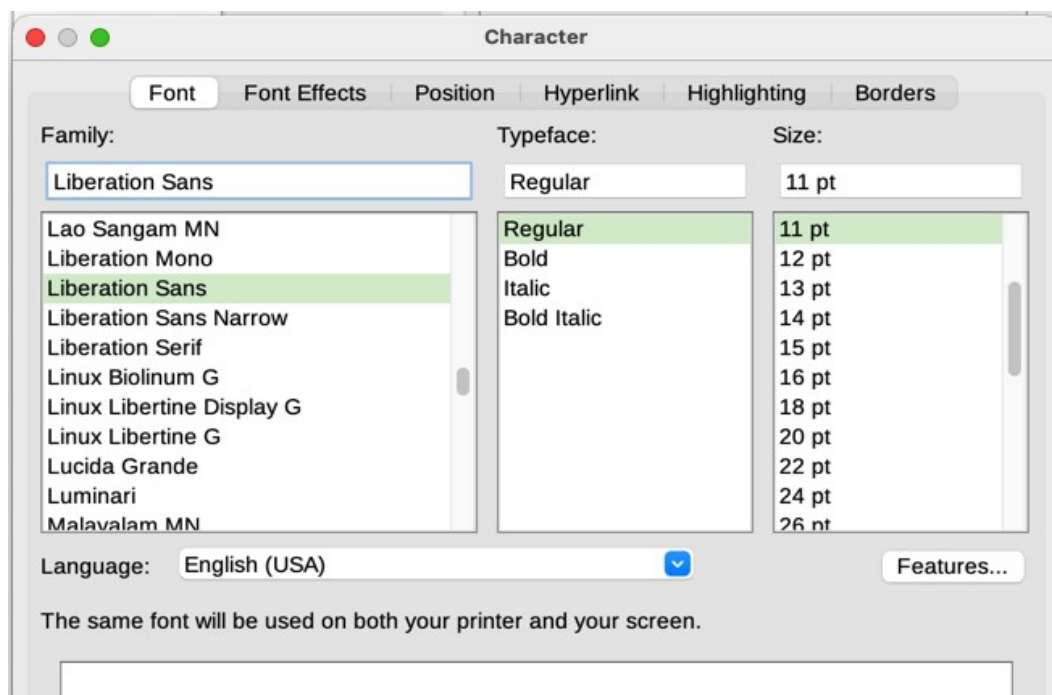 Character
Font Font Effects Position Hyperlink Highlighting Borders
Family: Typeface: Size:
Liberation Sans Regular 11 pt
Lao Sangam MN Regular 11 pt
Liberation Mono Bold 12 pt
Liberation Sans Italic 13 pt
Liberation Sans Narrow Bold Italic 14 pt
Liberation Serif 15 pt
Linux Biolinum G 16 pt
Linux Libertine Display G 18 pt
Linux Libertine G 20 pt
Lucida Grande 22 pt
Luminari 24 pt
Malayalam MN 26 pt
Language: English (USA) Features...
The same font will be used on both your printer and your screen.